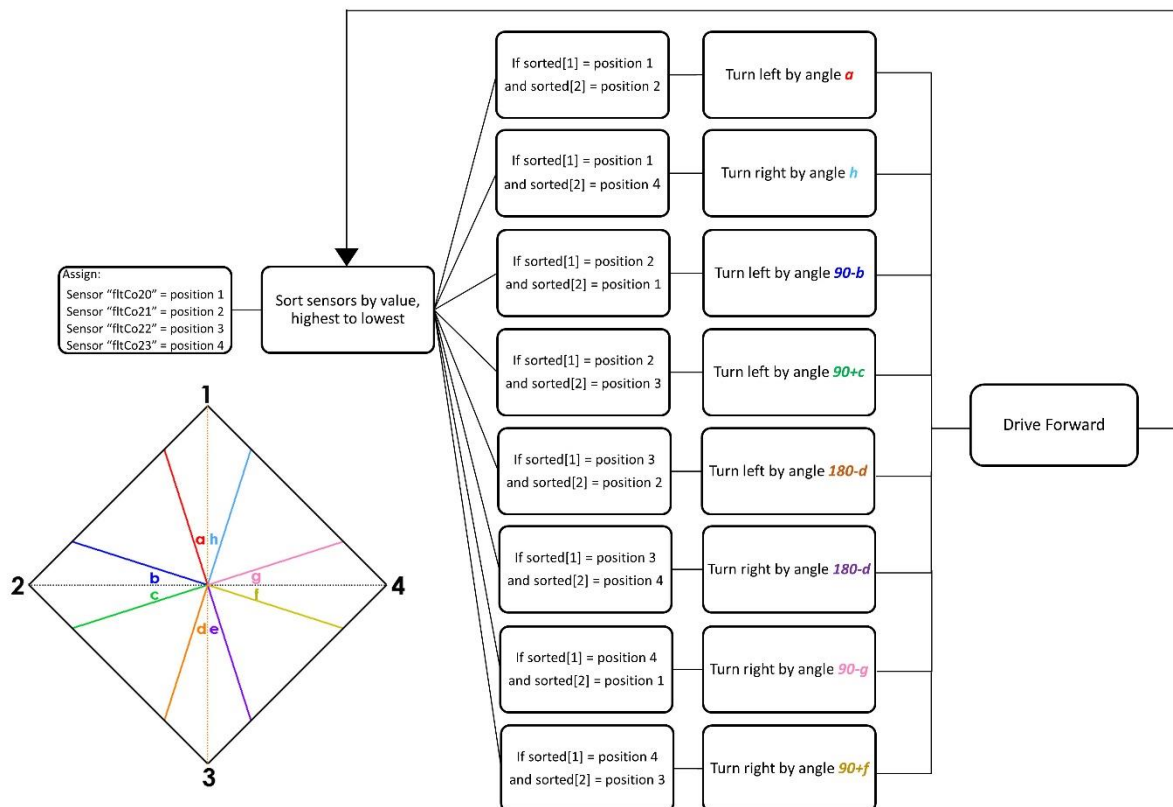 If sorted[1] = position 1
and sorted[2] = position 2
Turn left by angle a
If sorted[1] = position 1
and sorted[2] = position 4
Turn right by angle h
Assign:
Sensor “fltCo20” = position 1
Sensor “fltCo21” = position 2
Sensor “fltCo22” = position 3
Sensor “fltCo23” = position 4
Sort sensors by value,
highest to lowest
If sorted[1] = position 2
and sorted[2] = position 1
Turn left by angle 90-b
If sorted[1] = position 2
and sorted[2] = position 3
Turn left by angle 90+c
If sorted[1] = position 3
and sorted[2] = position 2
Turn left by angle 180-d
If sorted[1] = position 3
and sorted[2] = position 4
Turn right by angle 180-d
If sorted[1] = position 4
and sorted[2] = position 1
Turn right by angle 90-g
If sorted[1] = position 4
and sorted[2] = position 3
Turn right by angle 90+f
Drive Forward
1
a h
b g
2 4
c f
d e
3